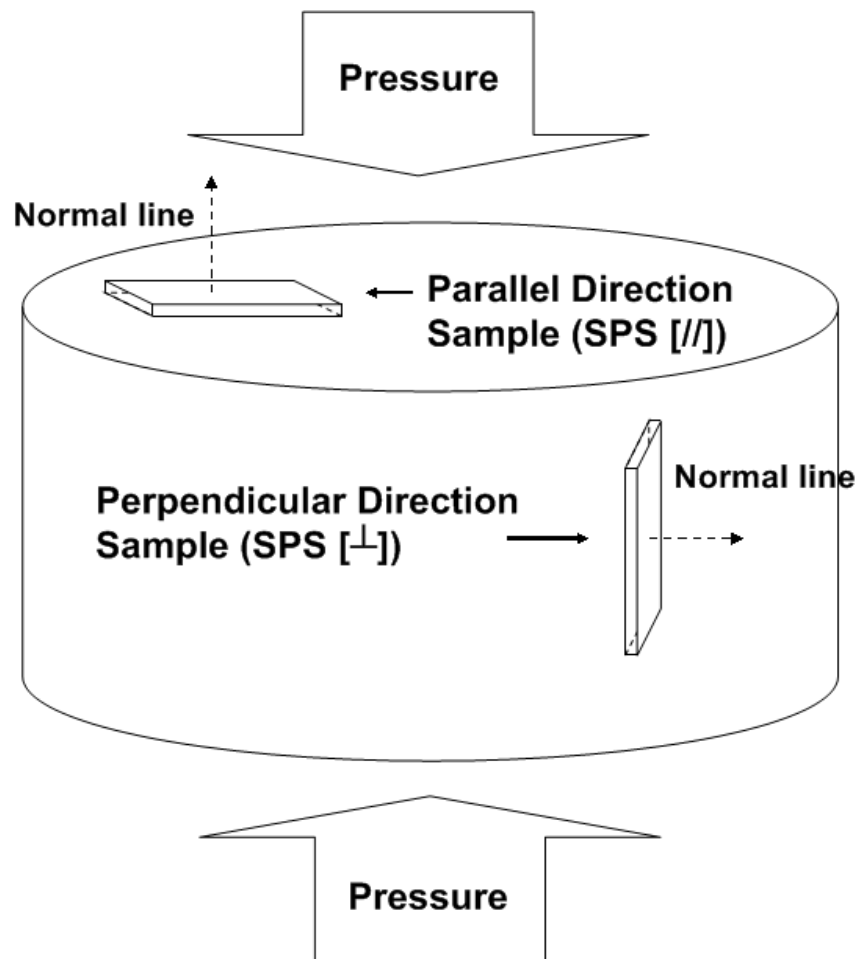 Pressure
Normal line
Parallel Direction
Sample (SPS [//])
Normal line
Perpendicular Direction
Sample (SPS [⊥])
Pressure